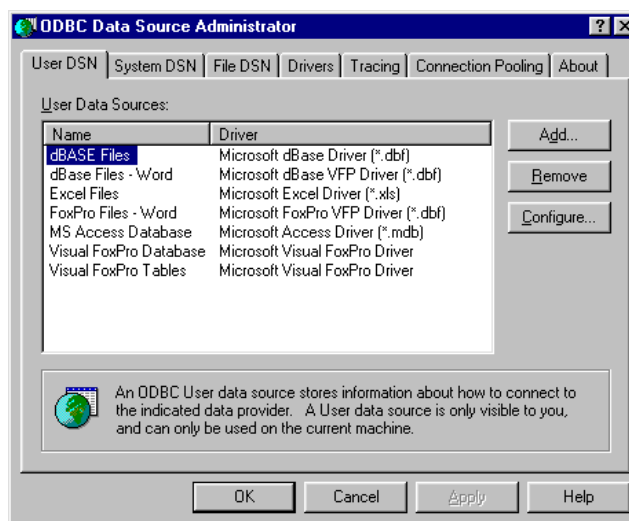 ODBC Data Source Administrator
User DSN System DSN File DSN Drivers Tracing Connection Pooling About
User Data Sources:
Name Driver
dBASE Files Microsoft dBase Driver (*.dbf)
dBase Files - Word Microsoft dBase VFP Driver (*.dbf)
Excel Files Microsoft Excel Driver (*.xls)
FoxPro Files - Word Microsoft FoxPro VFP Driver (*.dbf)
MS Access Database Microsoft Access Driver (*.mdb)
Visual FoxPro Database Microsoft Visual FoxPro Driver
Visual FoxPro Tables Microsoft Visual FoxPro Driver
Add...
Remove
Configure...
An ODBC User data source stores information about how to connect to
the indicated data provider. A User data source is only visible to you,
and can only be used on the current machine.
OK Cancel Apply Help